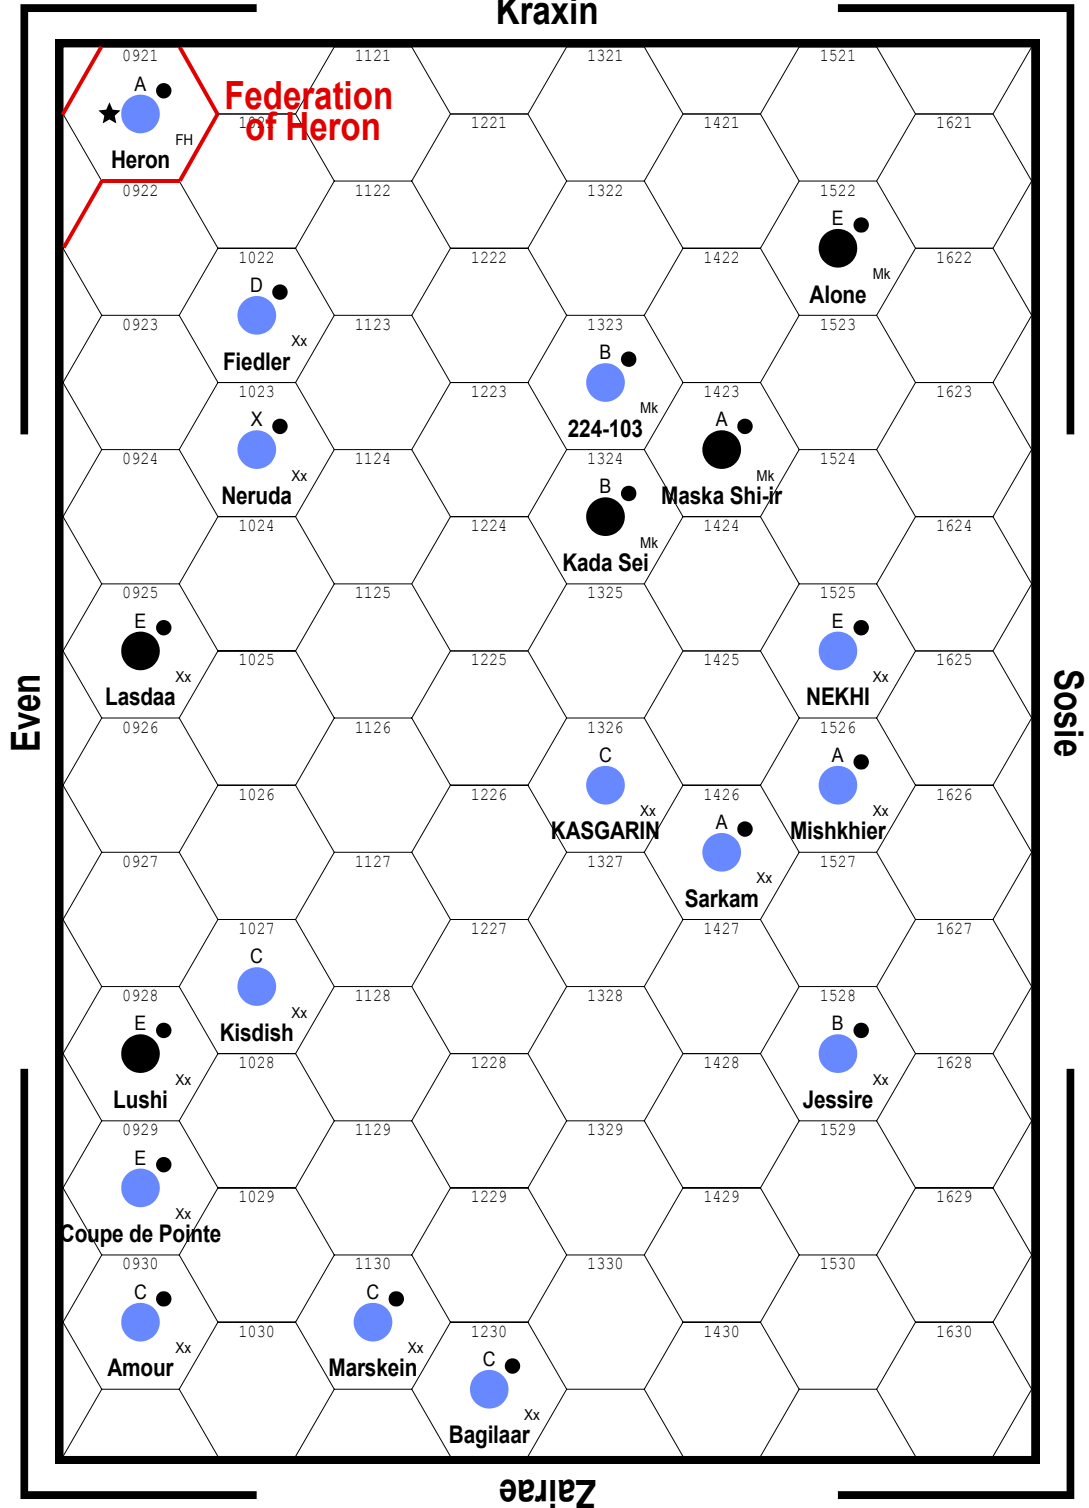 Kraxin
0921 1121 1321 1521
A
Federation
of Heron
1021 1221 1421 1621
FH
Heron
0922 1122 1322 1522
E
1022 1222 1422 1622
Mk
D
Alone
0923 1123 1323 1523
Xx
B
Fiedler
1023 1223 1423 1623
Mk
X A
224-103
0924 1124 1324 1524
Xx Mk
B
Neruda Maska Shi-ir
1024 1224 1424 1624
Mk
Kada Sei
0925 1125 1325 1525
E E
1025 1225 1425 1625
Xx Xx
Lasdaa NEKHI
Even
Sosie
0926 1126 1326 1526
C A
1026 1226 1426 1626
Xx Xx
A
KASGARIN Mishkhier
0927 1127 1327 1527
Xx
Sarkam
1027 1227 1427 1627
C
0928 1128 1328 1528
Xx
E B
Kisdish
1028 1228 1428 1628
Xx Xx
Lushi Jessire
0929 1129 1329 1529
E
1029 1229 1429 1629
Xx
Coupe de Pointe
0930 1130 1330 1530
C C
1030 1230 1430 1630
Xx Xx
C
Amour Marskein
Xx
Bagilaar
Zairae